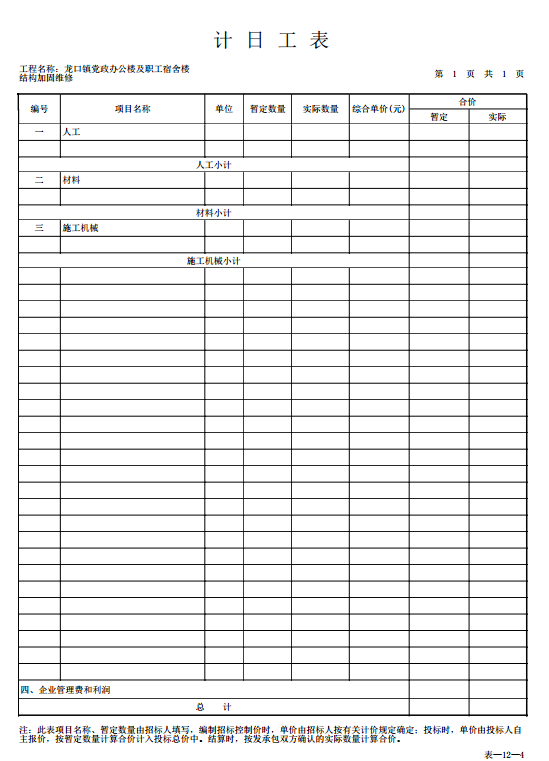 计 日 工 表
工程名称：龙口镇党政办公楼及职工宿舍楼
结构加固维修
第 1 页 共 1 页
编号 项目名称 单位 暂定数量 实际数量 综合单价(元) 合价
暂定 实际
一 人工
人工小计
二 材料
材料小计
三 施工机械
施工机械小计
四、企业管理费和利润
总 计
注：此表项目名称、暂定数量由招标人填写，编制招标控制价时，单价由招标人按有关计价规定确定；投标时，单价由投标人自
主报价，按暂定数量计算合价计入投标总价中。结算时，按发承包双方确认的实际数量计算合价。
表—12—4